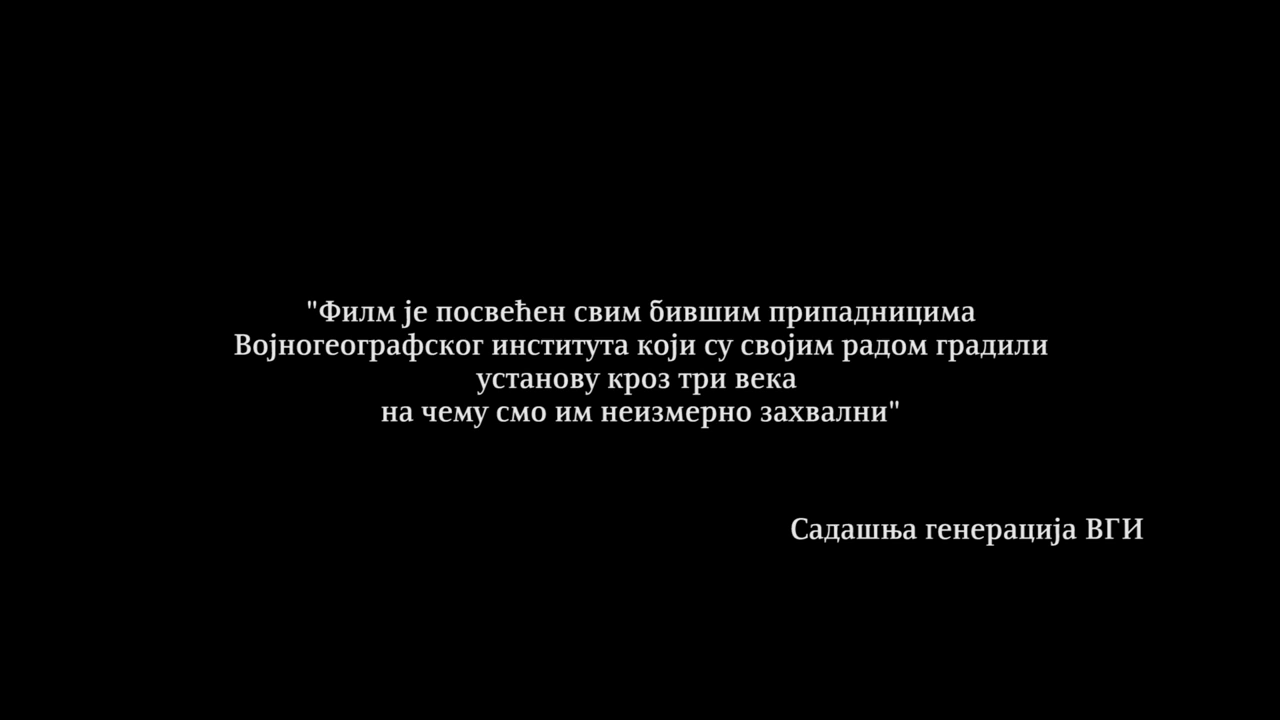 "Филм је посвећен свим бившим припадницима
Војногеографског института који су својим радом градили
установу кроз три века
на чему смо им неизмерно захвални"
Садашња генерација ВГИ